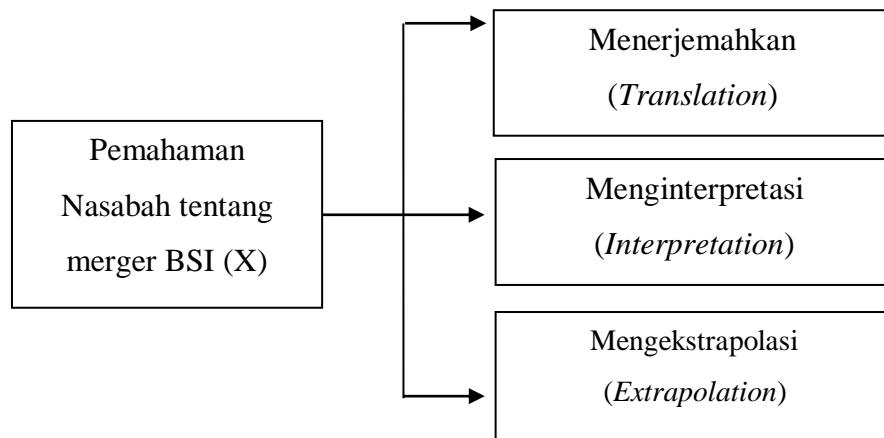 Pemahaman
Nasabah tentang
merger BSI (X)
Menerjemahkan
(Translation)
Menginterpretasi
(Interpretation)
Mengekstrapolasi
(Extrapolation)